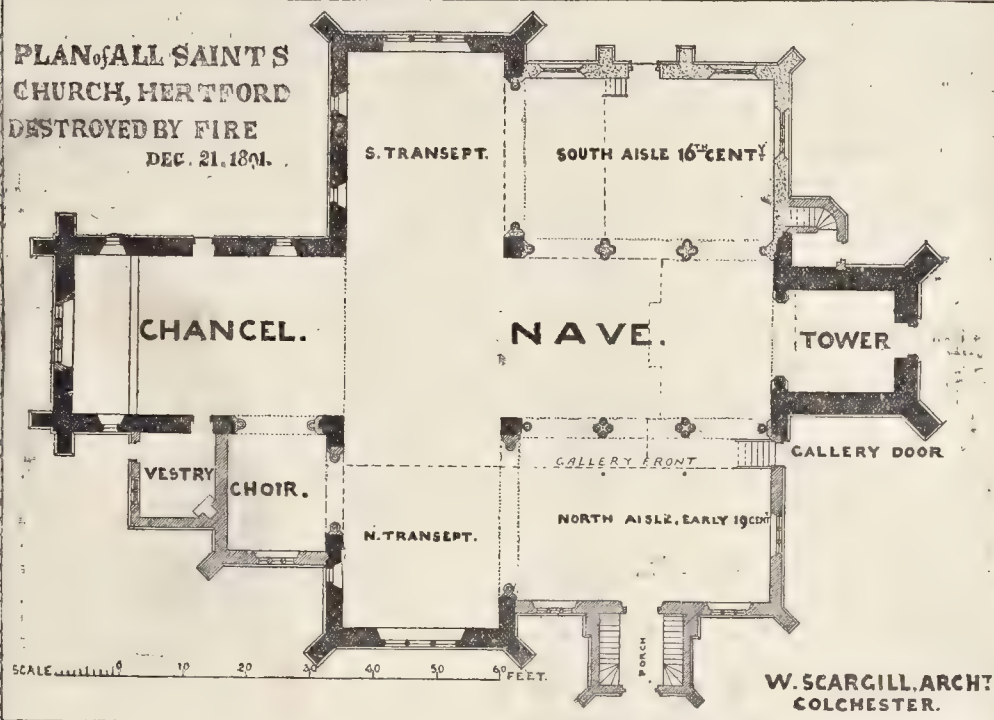 PLAN of ALL SAINTS
CHURCH, HERTFORD
DESTROYED BY FIRE
DEC. 21. 1891.
S. TRANSEPT.
SOUTH AISLE 16TH CENTY
CHANCEL.
NAVE.
TOWER
GALLERY DOOR
GALLERY FRONT
VESTRY
CHOIR.
NORTH AISLE, EARLY 19 CENT
N. TRANSEPT.
PORCH
SCALE 0 10 20 30 40 50 60 FEET.
W. SCARGILL, ARCHT
COLCHESTER.